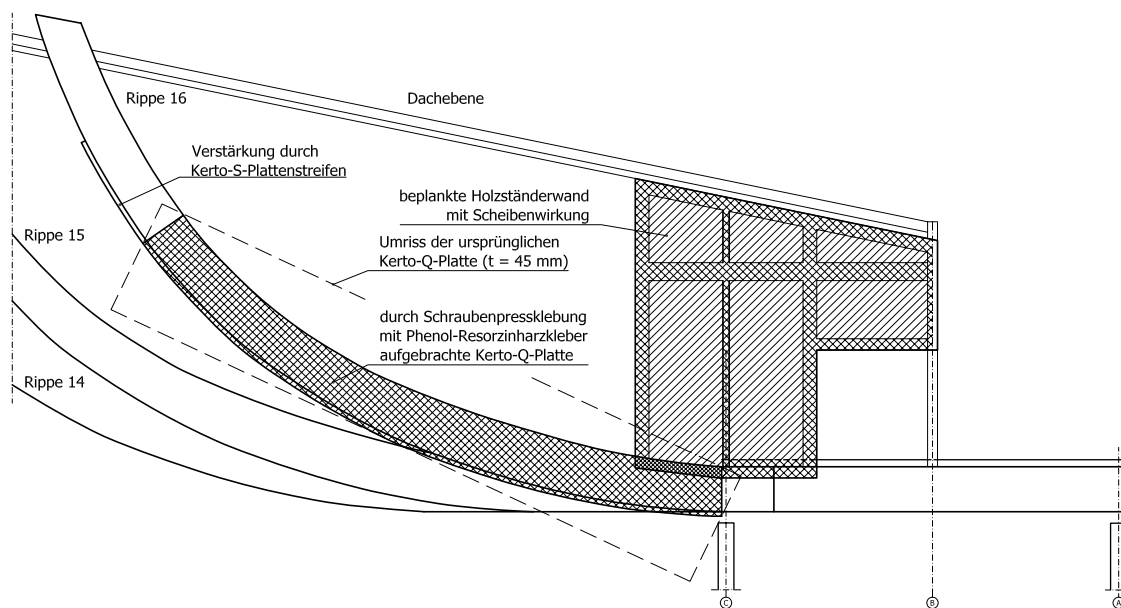 Rippe 16
Dachebene
Verstärkung durch
Kerto-S-Plattenstreifen
beplankte Holzständerwand
mit Scheibenwirkung
Rippe 15
Umriss der ursprünglichen
Kerto-Q-Platte (t = 45 mm)
durch Schraubenpressklebung
mit Phenol-Resorzinharzkleber
aufgebrachte Kerto-Q-Platte
Rippe 14
C
B
A